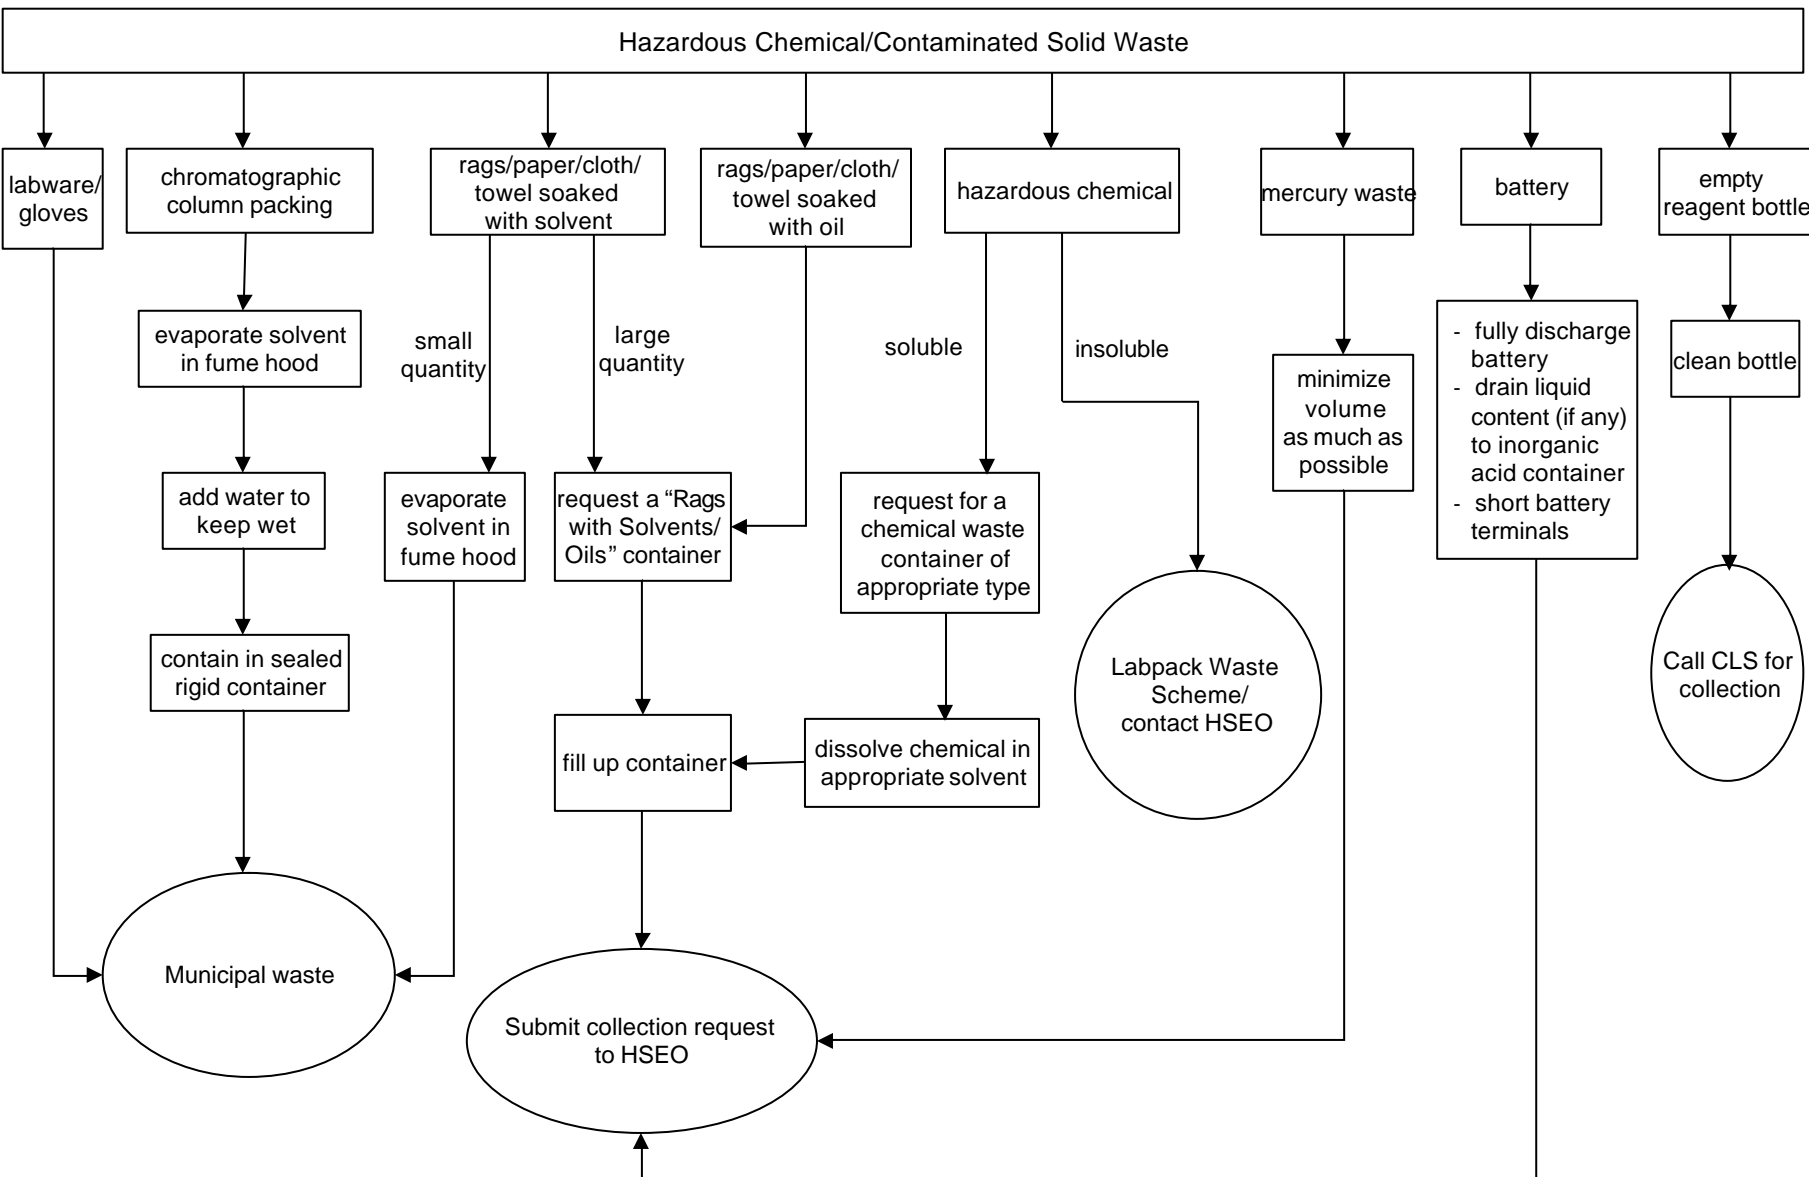 Hazardous Chemical/Contaminated Solid Waste
labware/
gloves
chromatographic
column packing
rags/paper/cloth/
towel soaked
with solvent
rags/paper/cloth/
towel soaked
with oil
hazardous chemical
mercury waste
battery
empty
reagent bottle
evaporate solvent
in fume hood
small
quantity
large
quantity
soluble
insoluble
minimize
volume
as much as
possible
- fully discharge
battery
- drain liquid
content (if any)
to inorganic
acid container
- short battery
terminals
clean bottle
add water to
keep wet
evaporate
solvent in
fume hood
request a “Rags
with Solvents/
Oils” container
request for a
chemical waste
container of
appropriate type
contain in sealed
rigid container
Labpack Waste
Scheme/
contact HSEO
Call CLS for
collection
fill up container
dissolve chemical in
appropriate solvent
Municipal waste
Submit collection request
to HSEO